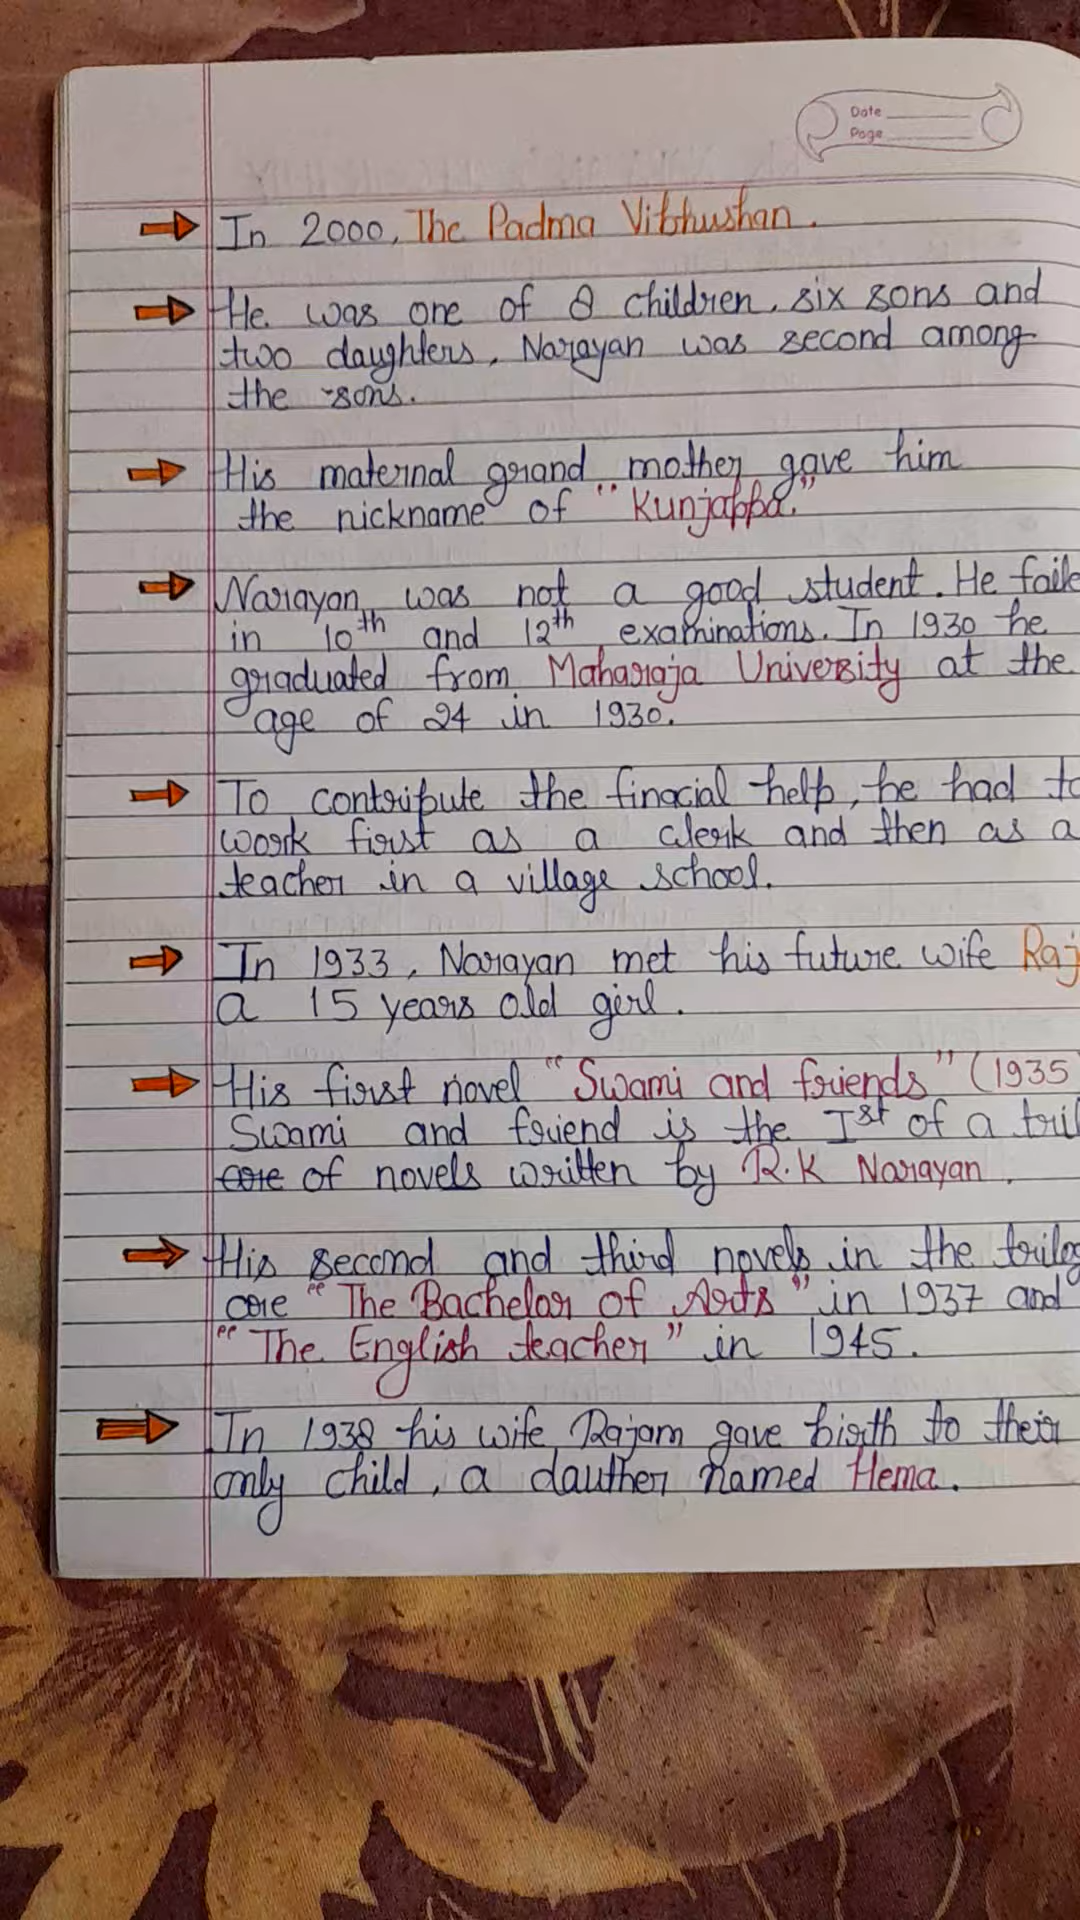 Date
Page
In 2000, The Padma Vibhushan.
He was one of 8 children, six sons and
two daughters, Narayan was second among
the sons.
His maternal grand mother gave him
the nickname of "Kunjappa."
Narayan was not a good student. He faile
in 10th and 12th examinations. In 1930 he
graduated from Maharaja University at the
age of 24 in 1930.
To contribute the finacial help, he had to
work first as a clerk and then as a
teacher in a village school.
In 1933, Narayan met his future wife Raj
a 15 years old girl.
His first novel "Swami and friends" (1935
Swami and friend is the Ist of a tril
core of novels written by R.K Narayan.
His second and third novels in the trilog
core "The Bachelor of Arts" in 1937 and
"The English teacher" in 1945.
In 1938 his wife Rajam gave birth to their
only child, a dauther named Hema.